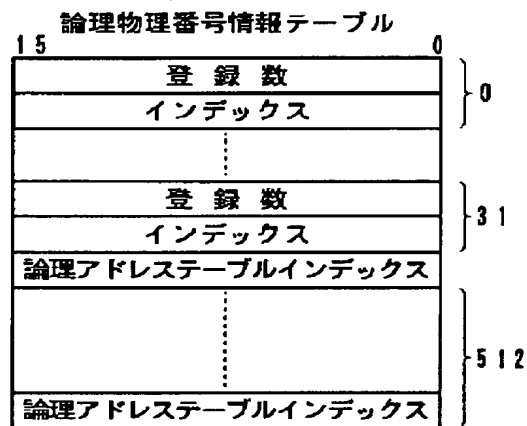 論理物理番号情報テーブル
15 0
登録数
インデックス
0
登録数
インデックス
31
論理アドレステーブルインデックス
512
論理アドレステーブルインデックス